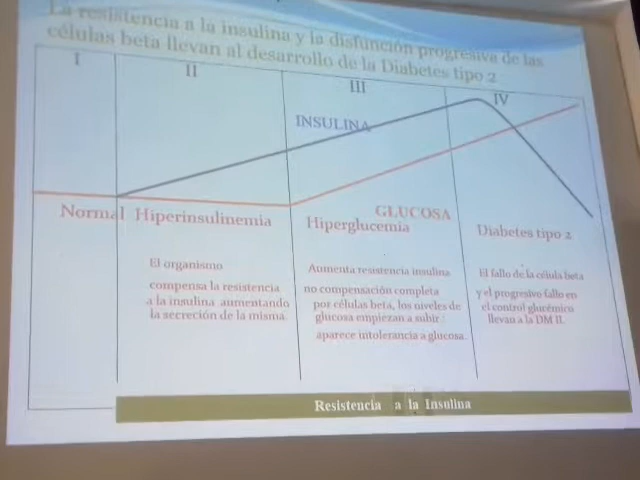 La resistencia a la insulina y la disfunción progresiva de las
células beta llevan al desarrollo de la Diabetes tipo 2
I
II
III
IV
INSULINA
GLUCOSA
Normal
Hiperinsulinemia
Hiperglucemia
Diabetes tipo 2
El organismo
compensa la resistencia
a la insulina aumentando
la secreción de la misma.
Aumenta resistencia insulina
no compensación completa
por células beta, los niveles de
glucosa empiezan a subir :
aparece intolerancia a glucosa.
El fallo de la célula beta
y el progresivo fallo en
el control glucémico
llevan a la DM II.
Resistencia a la Insulina